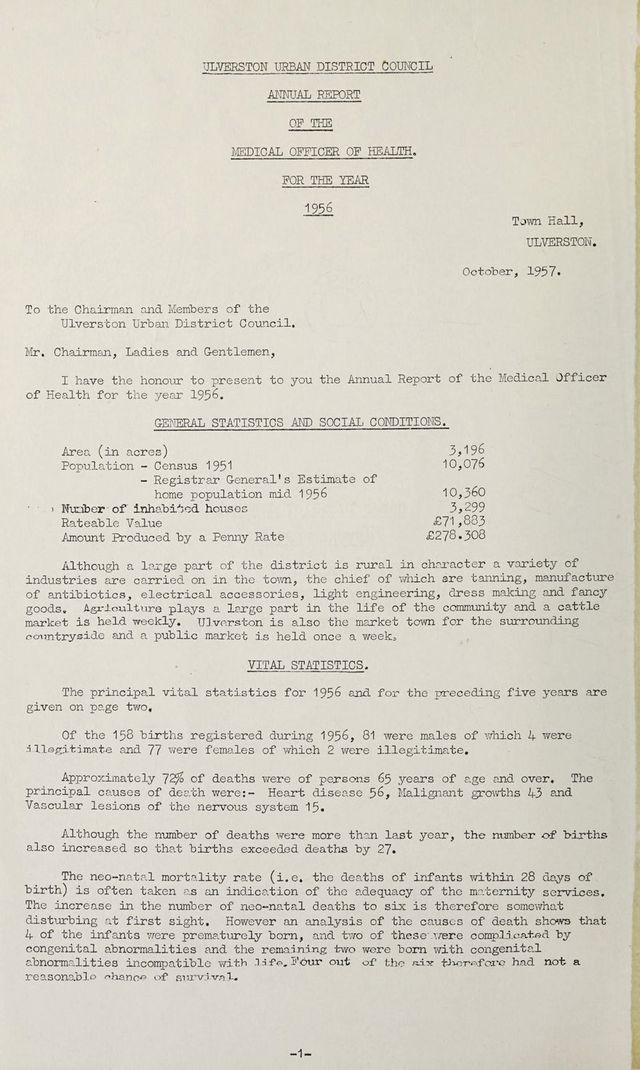 ULVERSTON URBAN DISTRICT COUNCIL
ANNUAL REPORT
OF THE
MEDICAL OFFICER OF HEALTH.
FOR THE YEAR
1956
Town Hall,
ULVERSTON.
October, 1957.
To the Chairman and Members of the
Ulverston Urban District Council.
Mr. Chairman, Ladies and Gentlemen,
I have the honour to present to you the Annual Report of the Medical Officer
of Health for the year 1956.
GENERAL STATISTICS AND SOCIAL CONDITIONS.
Area (in acres) 3,196
Population - Census 1951 10,076
- Registrar General's Estimate of
home population mid 1956 10,360
Number of inhabited houses 3,299
Rateable Value £71,883
Amount Produced by a Penny Rate £278.308
Although a large part of the district is rural in character a variety of
industries are carried on in the town, the chief of which are tanning, manufacture
of antibiotics, electrical accessories, light engineering, dress making and fancy
goods. Agriculture plays a large part in the life of the community and a cattle
market is held weekly. Ulverston is also the market town for the surrounding
countryside and a public market is held once a week.
VITAL STATISTICS.
The principal vital statistics for 1956 and for the preceding five years are
given on page two.
Of the 158 births registered during 1956, 81 were males of which 4 were
illegitimate and 77 were females of which 2 were illegitimate.
Approximately 72% of deaths were of persons 65 years of age and over. The
principal causes of death were:- Heart disease 56, Malignant growths 43 and
Vascular lesions of the nervous system 15.
Although the number of deaths were more than last year, the number of births
also increased so that births exceeded deaths by 27.
The neo-natal mortality rate (i.e. the deaths of infants within 28 days of
birth) is often taken as an indication of the adequacy of the maternity services.
The increase in the number of neo-natal deaths to six is therefore somewhat
disturbing at first sight. However an analysis of the causes of death shows that
4 of the infants were prematurely born, and two of these were complicated by
congenital abnormalities and the remaining two were born with congenital
abnormalities incompatible with life. Four out of the six therefore had not a
reasonable chance of survival.
-1-